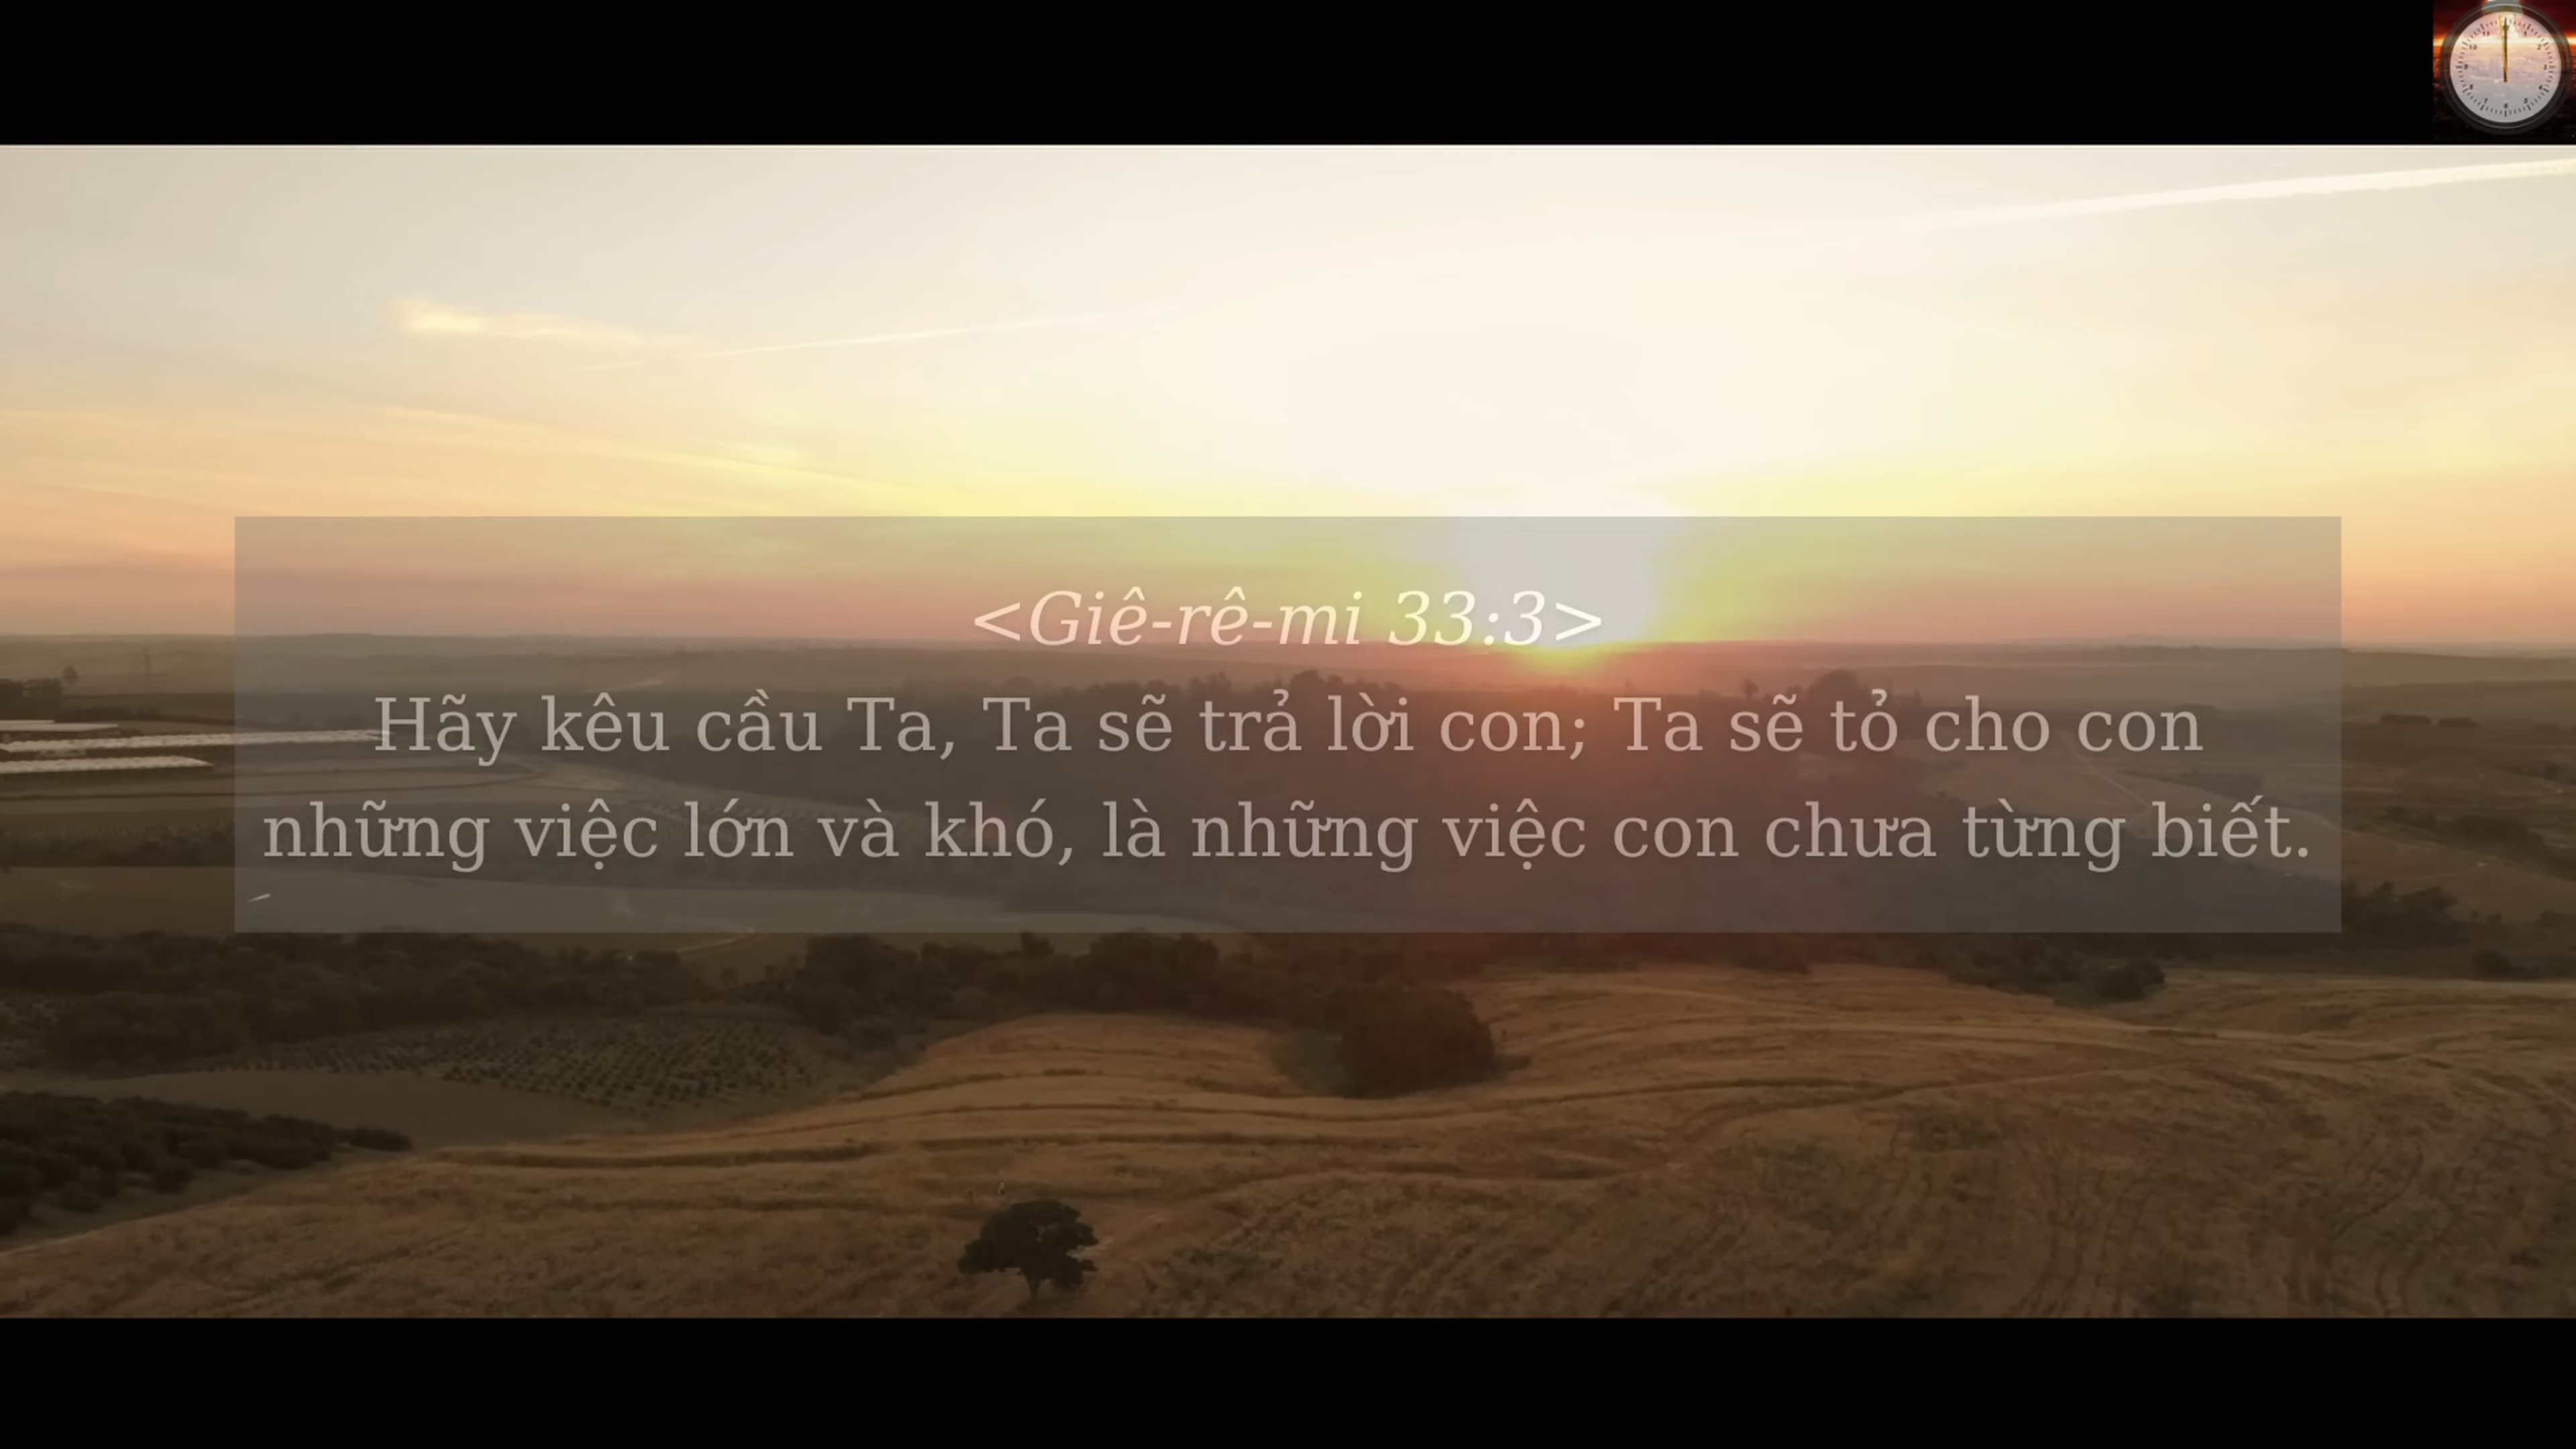 <Giê-rê-mi 33:3>
Hãy kêu cầu Ta, Ta sẽ trả lời con; Ta sẽ tỏ cho con
những việc lớn và khó, là những việc con chưa từng biết.